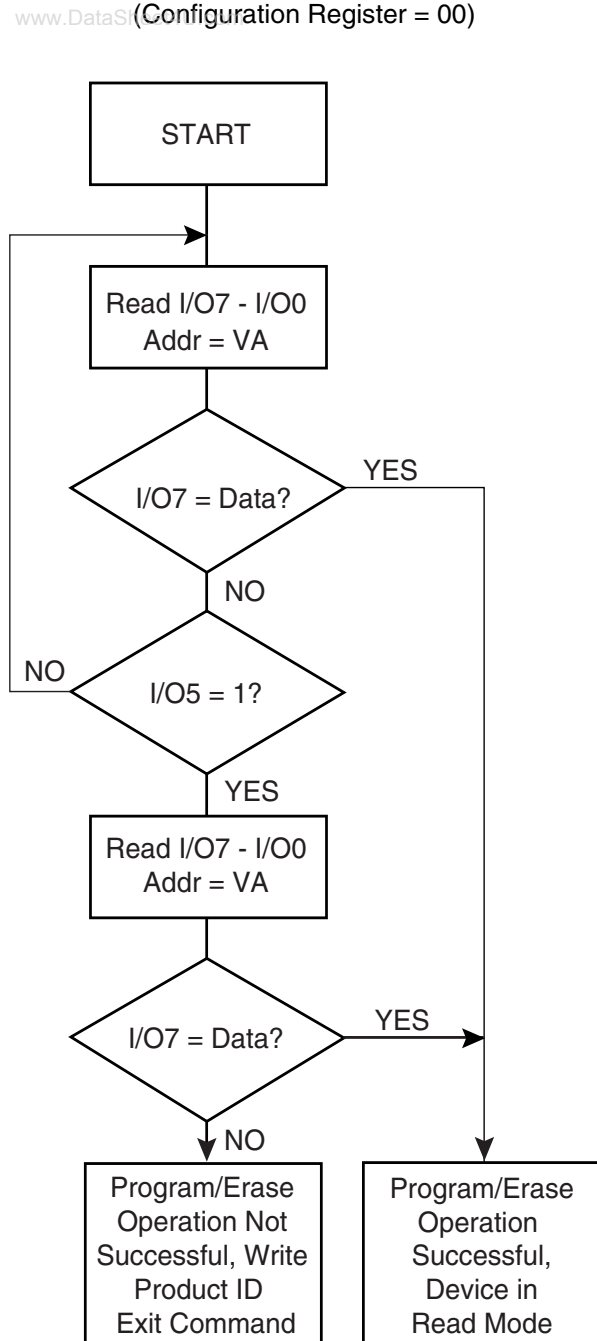 www.DataSheet4U.com
(Configuration Register = 00)
START
Read I/O7 - I/O0
Addr = VA
I/O7 = Data?
YES
NO
NO
I/O5 = 1?
YES
Read I/O7 - I/O0
Addr = VA
I/O7 = Data?
YES
NO
Program/Erase
Operation Not
Successful, Write
Product ID
Exit Command
Program/Erase
Operation
Successful,
Device in
Read Mode